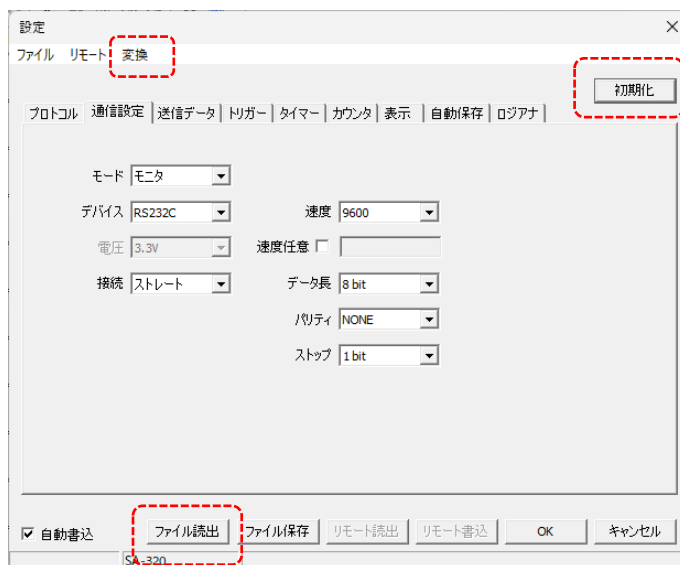 設定
ファイル リモート 変換
初期化
プロトコル 通信設定 送信データ トリガー タイマー カウンタ 表示 自動保存 ロジアナ
モード モニタ
デバイス RS232C 速度 9600
電圧 3.3V 速度任意
接続 ストレート データ長 8 bit
パリティ NONE
ストップ 1 bit
自動書込 ファイル読出 ファイル保存 リモート読出 リモート書込 OK キャンセル
SA-320